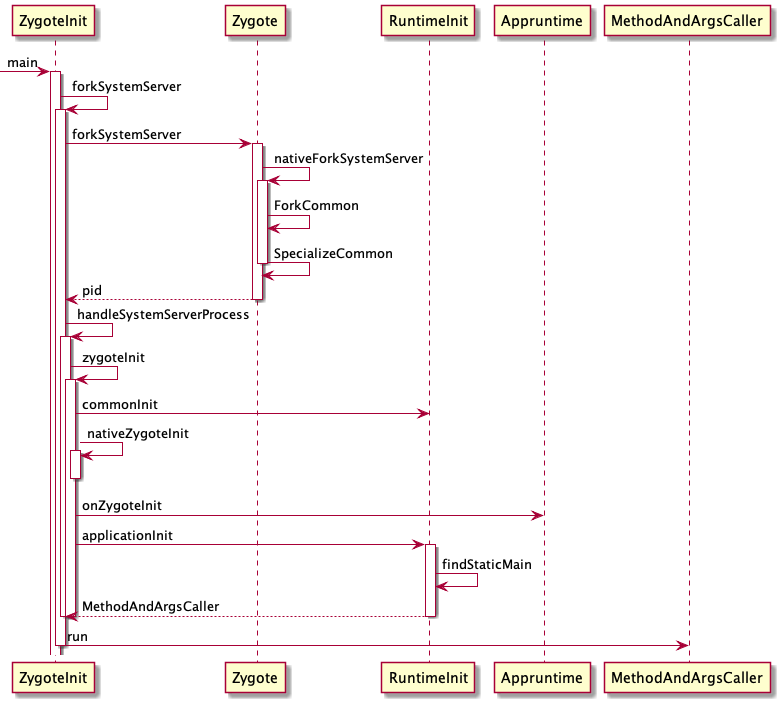 ZygoteInit Zygote RuntimeInit Appruntime MethodAndArgsCaller
main
forkSystemServer
forkSystemServer
nativeForkSystemServer
ForkCommon
SpecializeCommon
pid
handleSystemServerProcess
zygoteInit
commonInit
nativeZygoteInit
onZygoteInit
applicationInit
findStaticMain
MethodAndArgsCaller
run
ZygoteInit Zygote RuntimeInit Appruntime MethodAndArgsCaller